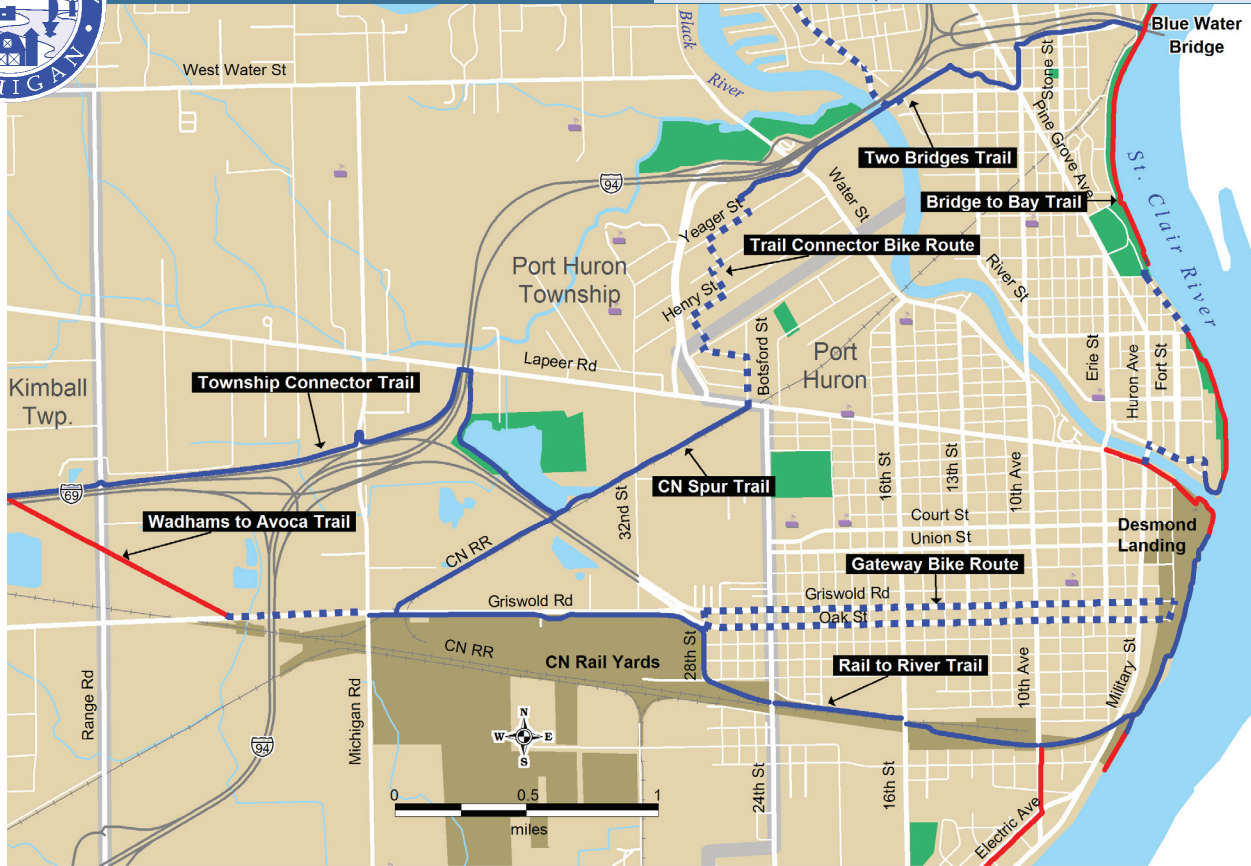 HIGAN
Blue Water
Bridge
Black
River
West Water St
Stone St
Pine Grove Ave
Two Bridges Trail
94
Water St
Bridge to Bay Trail
St. Clair River
Yeager St
Trail Connector Bike Route
Port Huron
Township
Henry St
River St
Botsford St
Port
Huron
Erie St
Huron Ave
Fort St
Lapeer Rd
Kimball
Twp.
Township Connector Trail
69
CN Spur Trail
16th St
13th St
10th Ave
Wadhams to Avoca Trail
32nd St
Court St
Union St
Desmond
Landing
CN RR
Gateway Bike Route
Griswold Rd
Griswold Rd
Oak St
CN RR
CN Rail Yards
28th St
Rail to River Trail
10th Ave
Military St
Range Rd
Michigan Rd
94
N
W
E
S
24th St
16th St
0
0.5
1
miles
Electric Ave